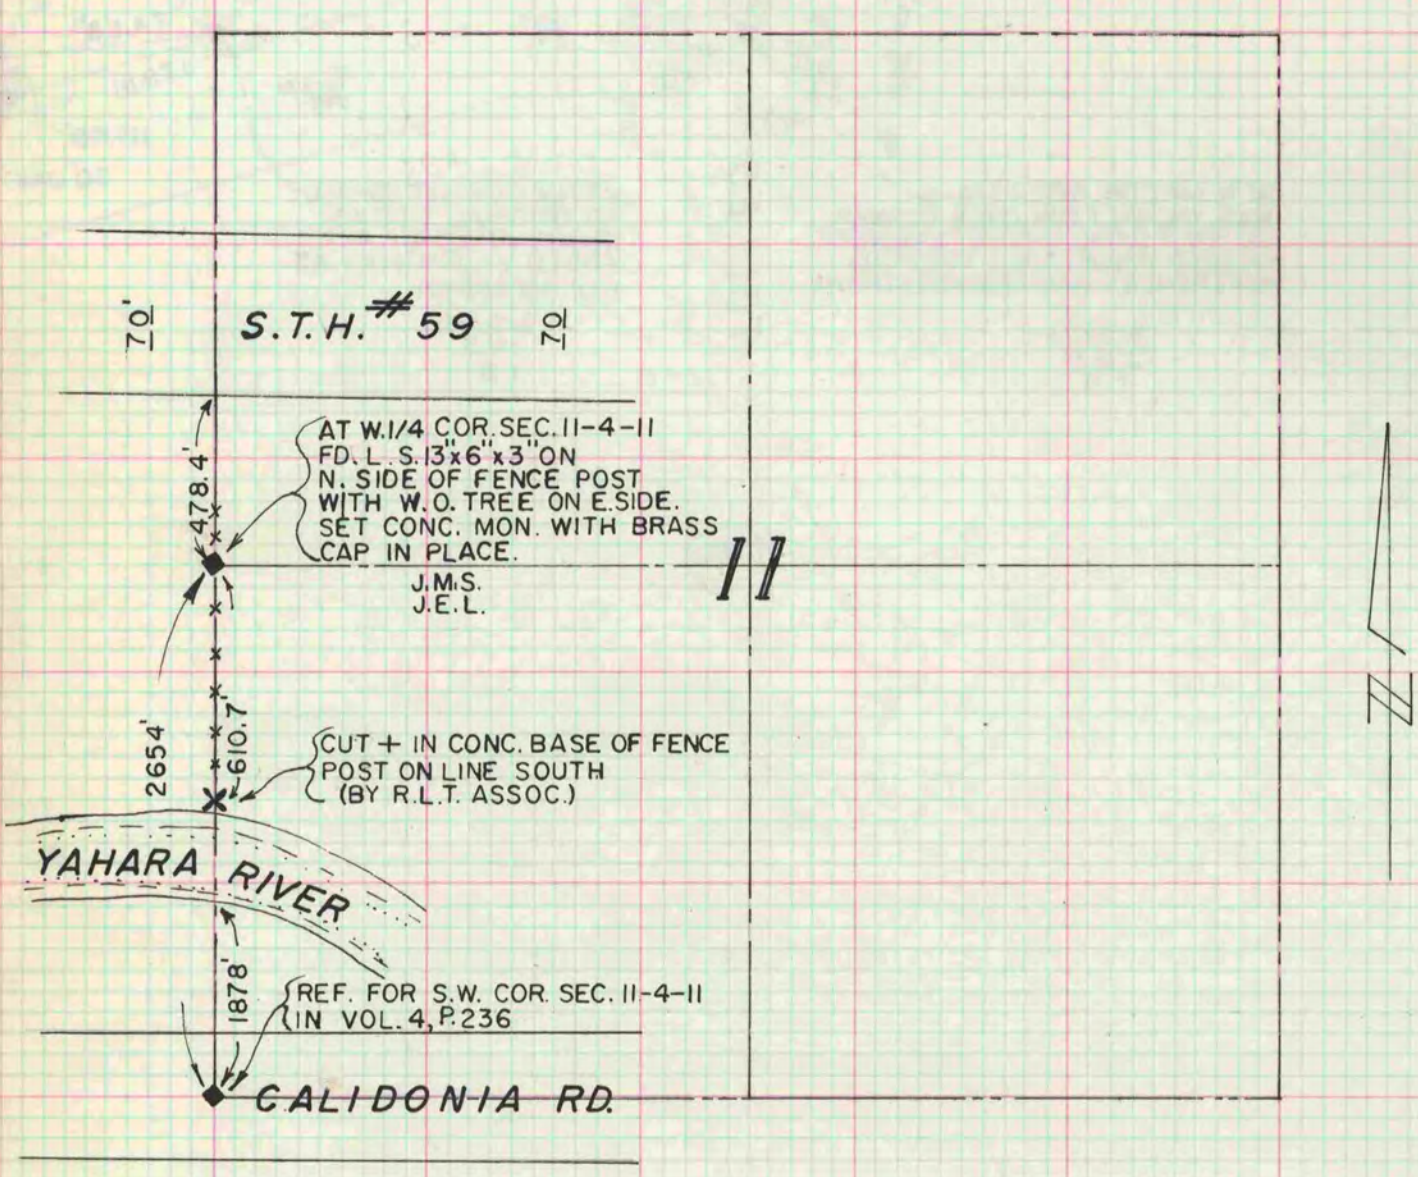 70'
S.T.H. # 59
70
478.4'
AT W.1/4 COR. SEC. 11-4-11
FD. L.S. 13"x6"x3" ON
N. SIDE OF FENCE POST
WITH W.O. TREE ON E. SIDE.
SET CONC. MON. WITH BRASS
CAP IN PLACE.
J.M.S.
J.E.L.
11
2654'
610.7'
CUT + IN CONC. BASE OF FENCE
POST ON LINE SOUTH
(BY R.L.T. ASSOC.)
YAHARA RIVER
1878'
REF. FOR S.W. COR. SEC. 11-4-11
IN VOL. 4, P. 236
CALIDONIA RD.
N